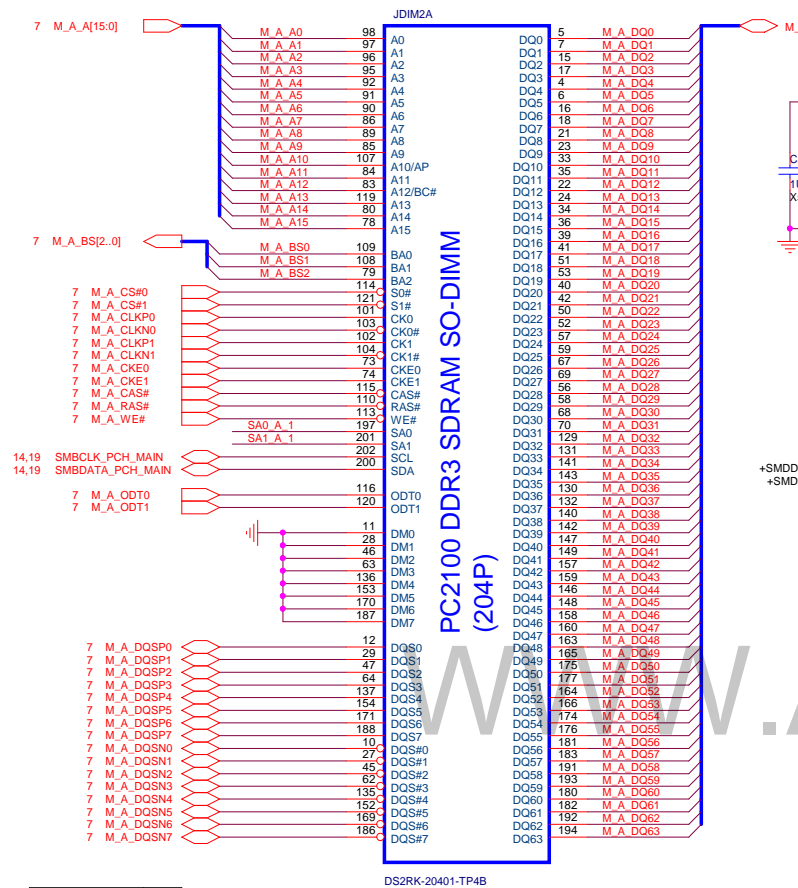 JDIM2A
7 M_A_A[15:0]
M_A_A0 98 A0
M_A_A1 97 A1
M_A_A2 96 A2
M_A_A3 95 A3
M_A_A4 92 A4
M_A_A5 91 A5
M_A_A6 90 A6
M_A_A7 86 A7
M_A_A8 89 A8
M_A_A9 85 A9
M_A_A10 107 A10/AP
M_A_A11 84 A11
M_A_A12 83 A12/BC#
M_A_A13 119 A13
M_A_A14 80 A14
M_A_A15 78 A15
7 M_A_BS[2..0]
M_A_BS0 109 BA0
M_A_BS1 108 BA1
M_A_BS2 79 BA2
7 M_A_CS#0 114 S0#
7 M_A_CS#1 121 S1#
7 M_A_CLKP0 101 CK0
7 M_A_CLKN0 103 CK0#
7 M_A_CLKP1 102 CK1
7 M_A_CLKN1 104 CK1#
7 M_A_CKE0 73 CKE0
7 M_A_CKE1 74 CKE1
7 M_A_CAS# 115 CAS#
7 M_A_RAS# 110 RAS#
7 M_A_WE# 113 WE#
SA0_A_1 197 SA0
SA1_A_1 201 SA1
14,19 SMBCLK_PCH_MAIN 202 SCL
14,19 SMBDATA_PCH_MAIN 200 SDA
7 M_A_ODT0 116 ODT0
7 M_A_ODT1 120 ODT1
11 DM0
28 DM1
46 DM2
63 DM3
136 DM4
153 DM5
170 DM6
187 DM7
7 M_A_DQSP0 12 DQS0
7 M_A_DQSP1 29 DQS1
7 M_A_DQSP2 47 DQS2
7 M_A_DQSP3 64 DQS3
7 M_A_DQSP4 137 DQS4
7 M_A_DQSP5 154 DQS5
7 M_A_DQSP6 171 DQS6
7 M_A_DQSP7 188 DQS7
7 M_A_DQSN0 10 DQS#0
7 M_A_DQSN1 27 DQS#1
7 M_A_DQSN2 45 DQS#2
7 M_A_DQSN3 62 DQS#3
7 M_A_DQSN4 135 DQS#4
7 M_A_DQSN5 152 DQS#5
7 M_A_DQSN6 169 DQS#6
7 M_A_DQSN7 186 DQS#7
PC2100 DDR3 SDRAM SO-DIMM
(204P)
DQ0 5 M_A_DQ0
DQ1 7 M_A_DQ1
DQ2 15 M_A_DQ2
DQ3 17 M_A_DQ3
DQ4 4 M_A_DQ4
DQ5 6 M_A_DQ5
DQ6 16 M_A_DQ6
DQ7 18 M_A_DQ7
DQ8 21 M_A_DQ8
DQ9 23 M_A_DQ9
DQ10 33 M_A_DQ10
DQ11 35 M_A_DQ11
DQ12 22 M_A_DQ12
DQ13 24 M_A_DQ13
DQ14 34 M_A_DQ14
DQ15 36 M_A_DQ15
DQ16 39 M_A_DQ16
DQ17 41 M_A_DQ17
DQ18 51 M_A_DQ18
DQ19 53 M_A_DQ19
DQ20 40 M_A_DQ20
DQ21 42 M_A_DQ21
DQ22 50 M_A_DQ22
DQ23 52 M_A_DQ23
DQ24 57 M_A_DQ24
DQ25 59 M_A_DQ25
DQ26 67 M_A_DQ26
DQ27 69 M_A_DQ27
DQ28 56 M_A_DQ28
DQ29 58 M_A_DQ29
DQ30 68 M_A_DQ30
DQ31 70 M_A_DQ31
DQ32 129 M_A_DQ32
DQ33 131 M_A_DQ33
DQ34 141 M_A_DQ34
DQ35 143 M_A_DQ35
DQ36 130 M_A_DQ36
DQ37 132 M_A_DQ37
DQ38 140 M_A_DQ38
DQ39 142 M_A_DQ39
DQ40 147 M_A_DQ40
DQ41 149 M_A_DQ41
DQ42 157 M_A_DQ42
DQ43 159 M_A_DQ43
DQ44 146 M_A_DQ44
DQ45 148 M_A_DQ45
DQ46 158 M_A_DQ46
DQ47 160 M_A_DQ47
DQ48 163 M_A_DQ48
DQ49 165 M_A_DQ49
DQ50 175 M_A_DQ50
DQ51 177 M_A_DQ51
DQ52 164 M_A_DQ52
DQ53 166 M_A_DQ53
DQ54 174 M_A_DQ54
DQ55 176 M_A_DQ55
DQ56 181 M_A_DQ56
DQ57 183 M_A_DQ57
DQ58 191 M_A_DQ58
DQ59 193 M_A_DQ59
DQ60 180 M_A_DQ60
DQ61 182 M_A_DQ61
DQ62 192 M_A_DQ62
DQ63 194 M_A_DQ63
DS2RK-20401-TP4B
+SMDD
+SMD
WWW.